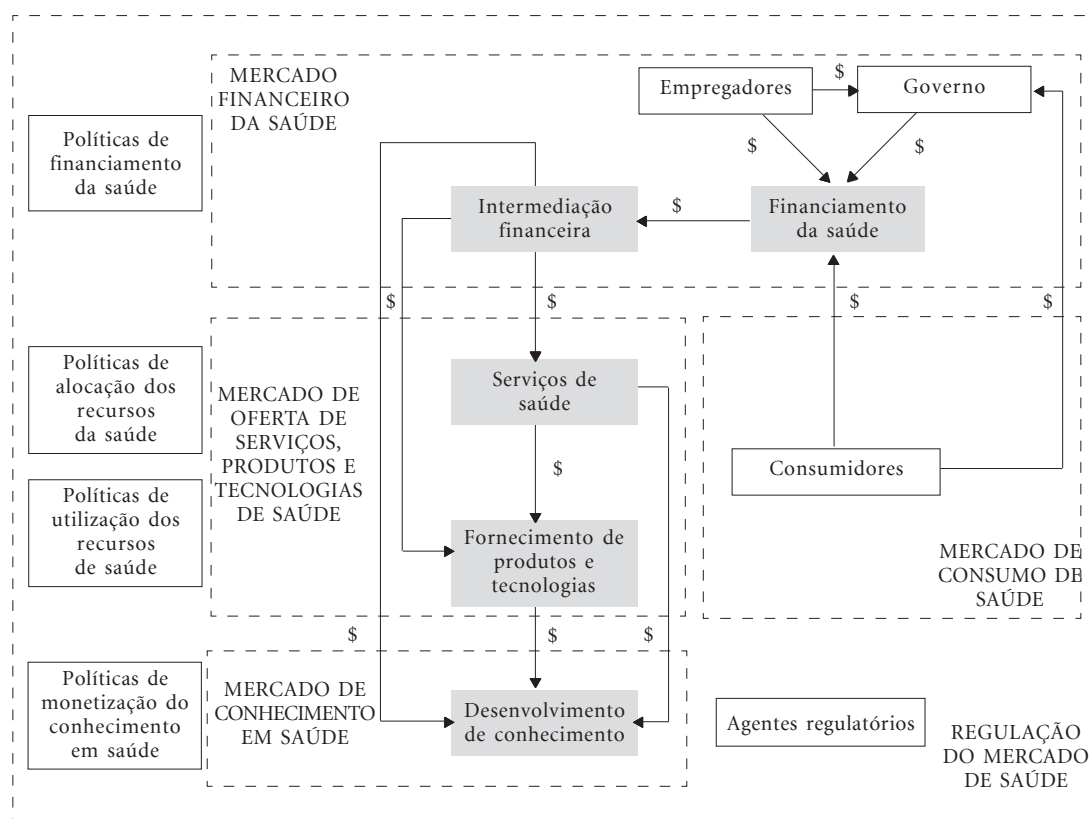 MERCADO
FINANCEIRO
DA SAÚDE
Empregadores
$
Governo
Políticas de
financiamento
da saúde
$
$
Intermediação
financeira
$
Financiamento
da saúde
$
$
$
$
Políticas de
alocação dos
recursos
da saúde
MERCADO DE
OFERTA DE
SERVIÇOS,
PRODUTOS E
TECNOLOGIAS
DE SAÚDE
Serviços de
saúde
$
Consumidores
Políticas de
utilização dos
recursos
de saúde
Fornecimento de
produtos e
tecnologias
MERCADO DE
CONSUMO DE
SAÚDE
$
$
$
Políticas de
monetização do
conhecimento
em saúde
MERCADO DE
CONHECIMENTO
EM SAÚDE
Desenvolvimento
de conhecimento
Agentes regulatórios
REGULAÇÃO
DO MERCADO
DE SAÚDE